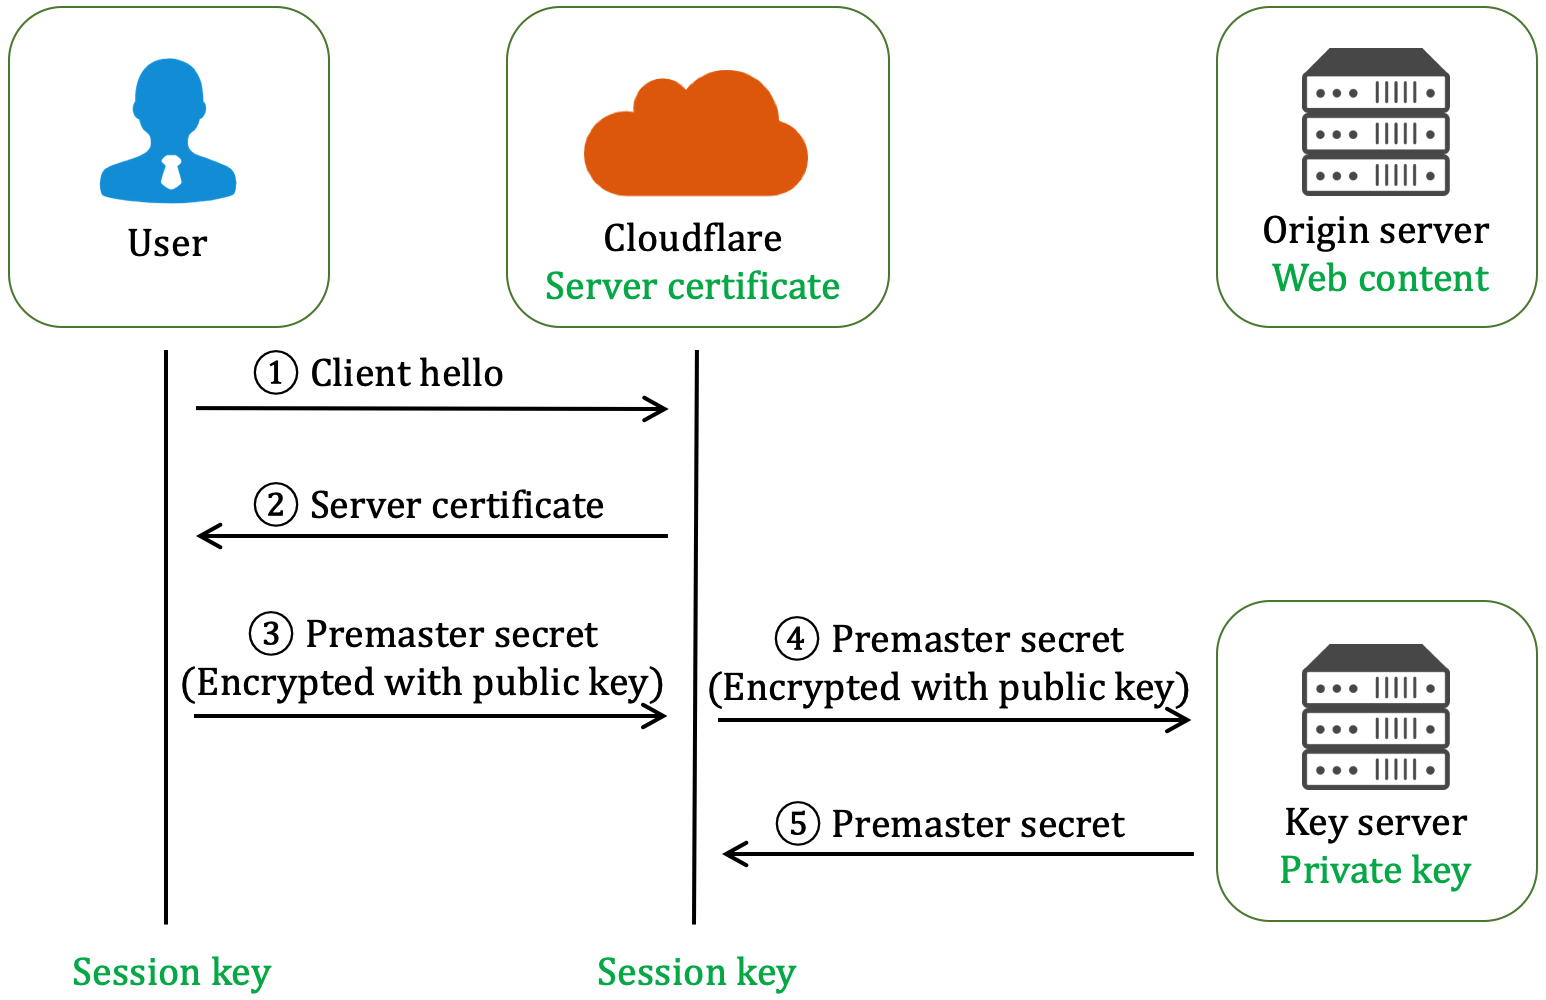 User
Cloudflare
Server certificate
Origin server
Web content
① Client hello
② Server certificate
③ Premaster secret
(Encrypted with public key)
④ Premaster secret
(Encrypted with public key)
⑤ Premaster secret
Key server
Private key
Session key
Session key